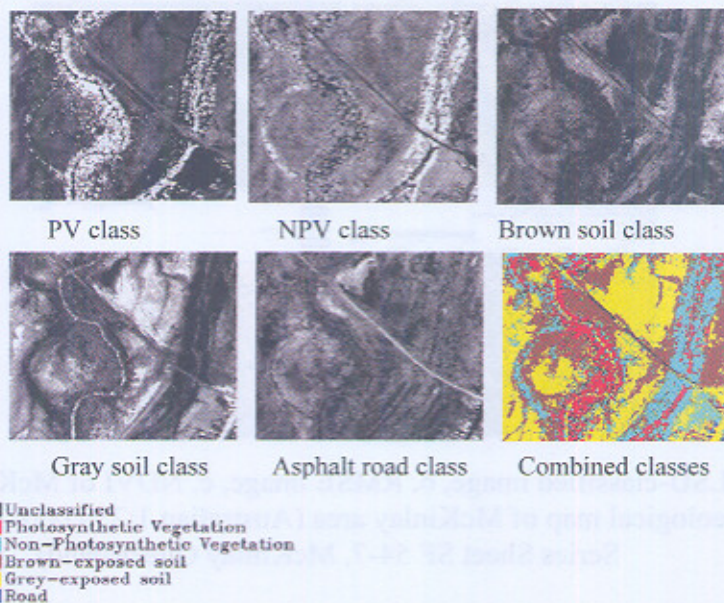 PV class NPV class Brown soil class
Gray soil class Asphalt road class Combined classes
Unclassified
Photosynthetic Vegetation
Non-Photosynthetic Vegetation
Brown-exposed soil
Grey-exposed soil
Road